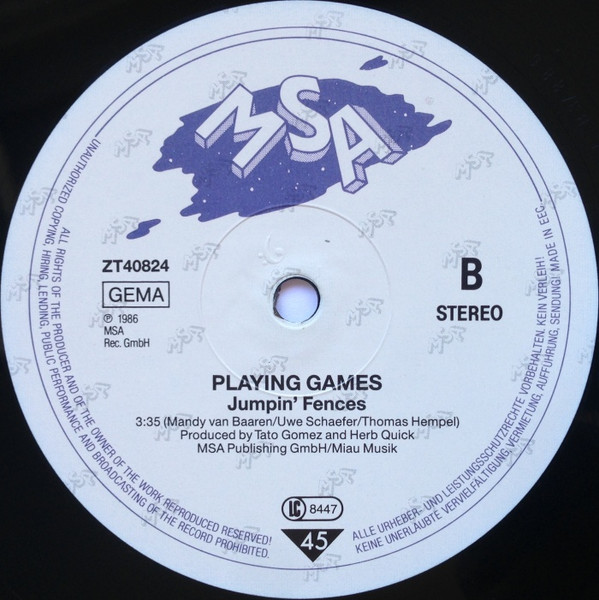 MSA
ZT40824
GEMA
℗ 1986
MSA
Rec. GmbH
B
STEREO
PLAYING GAMES
Jumpin' Fences
3:35 (Mandy van Baaren/Uwe Schaefer/Thomas Hempel)
Produced by Tato Gomez and Herb Quick
MSA Publishing GmbH/Miau Musik
LC 8447
45
ALL RIGHTS OF THE PRODUCER AND OF THE OWNER OF THE WORK REPRODUCED RESERVED!
UNAUTHORIZED COPYING, HIRING, LENDING, PUBLIC PERFORMANCE AND BROADCASTING OF THE RECORD PROHIBITED.
ALLE URHEBER- UND LEISTUNGSSCHUTZRECHTE VORBEHALTEN. KEIN VERLEIH!
KEINE UNERLAUBTE VERVIELFÄLTIGUNG, VERMIETUNG, AUFFÜHRUNG, SENDUNG! MADE IN EEC.